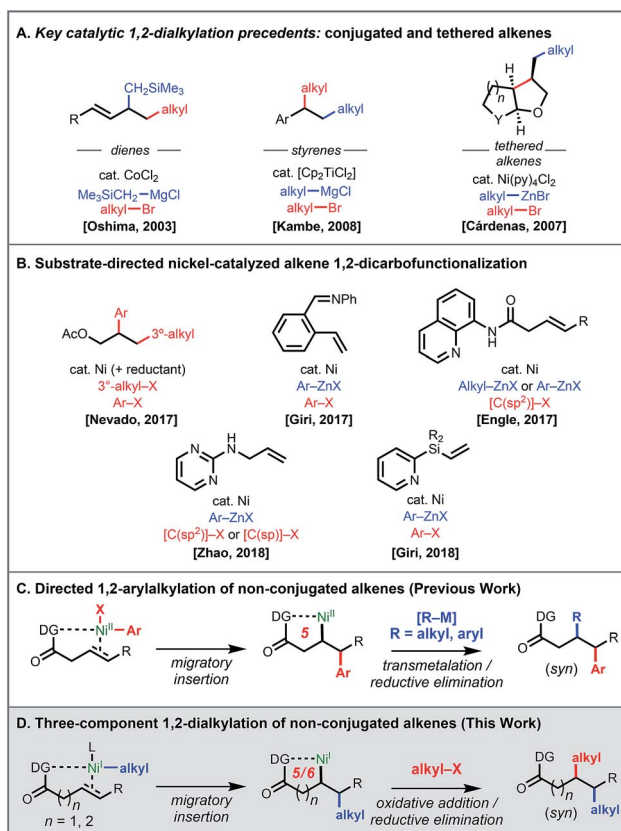 A. Key catalytic 1,2-dialkylation precedents: conjugated and tethered alkenes
CH2SiMe3
R
alkyl
dienes
cat. CoCl2
Me3SiCH2–MgCl
alkyl–Br
[Oshima, 2003]
alkyl
Ar
alkyl
styrenes
cat. [Cp2TiCl2]
alkyl–MgCl
alkyl–Br
[Kambe, 2008]
alkyl
H
( )n
Y
O
H
tethered
alkenes
cat. Ni(py)4Cl2
alkyl–ZnBr
alkyl–Br
[Cárdenas, 2007]
B. Substrate-directed nickel-catalyzed alkene 1,2-dicarbofunctionalization
Ar
AcO
3º-alkyl
cat. Ni (+ reductant)
3°-alkyl–X
Ar–X
[Nevado, 2017]
NPh
cat. Ni
Ar–ZnX
Ar–X
[Giri, 2017]
O
N
H
R
N
cat. Ni
Alkyl–ZnX or Ar–ZnX
[C(sp2)]–X
[Engle, 2017]
H
N
N
N
cat. Ni
Ar–ZnX
[C(sp2)]–X or [C(sp)]–X
[Zhao, 2018]
R2
Si
N
cat. Ni
Ar–ZnX
Ar–X
[Giri, 2018]
C. Directed 1,2-arylalkylation of non-conjugated alkenes (Previous Work)
X
DG
NiII
Ar
O
R
migratory
insertion
DG
NiII
5
O
R
Ar
[R–M]
R = alkyl, aryl
transmetalation /
reductive elimination
DG
R
O
R
(syn)
Ar
D. Three-component 1,2-dialkylation of non-conjugated alkenes (This Work)
L
DG
NiI
alkyl
O
( )n
R
n = 1, 2
migratory
insertion
DG
NiI
5/6
O
( )n
R
alkyl
alkyl–X
oxidative addition /
reductive elimination
DG
alkyl
O
( )n
R
(syn)
alkyl